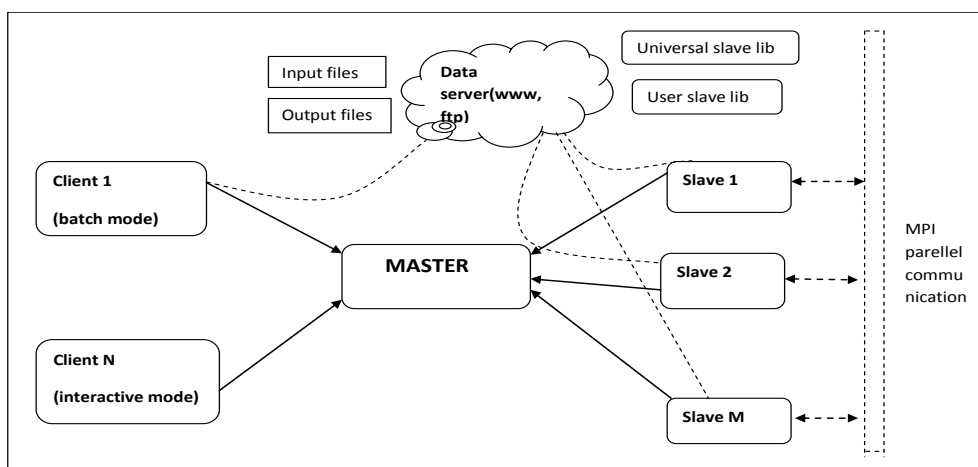 Input files
Output files
Data
server(www,
ftp)
Universal slave lib
User slave lib
Client 1
(batch mode)
MASTER
Slave 1
Slave 2
MPI
parellel
commu
nication
Client N
(interactive mode)
Slave M